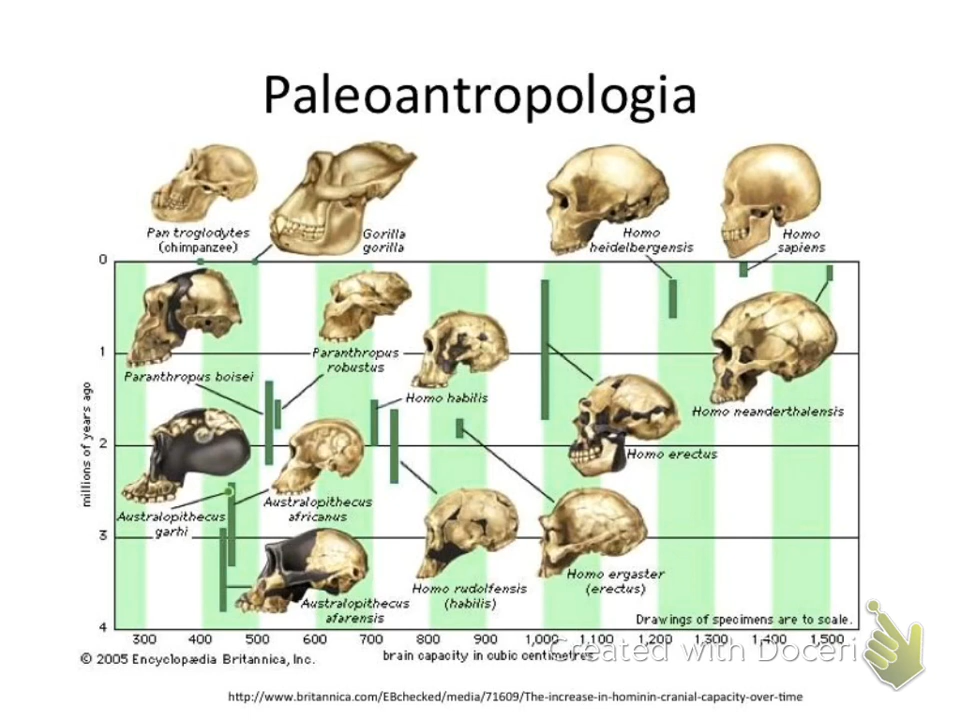 Paleoantropologia
Pan troglodytes
(chimpanzee)
Gorilla
gorilla
Homo
heidelbergensis
Homo
sapiens
0
Paranthropus boisei
Paranthropus
robustus
Homo habilis
Homo neanderthalensis
1
Homo erectus
2
millions of years ago
Australopithecus
garhi
Australopithecus
africanus
3
Homo rudolfensis
(habilis)
Homo ergaster
(erectus)
Australopithecus
afarensis
Drawings of specimens are to scale.
4
300 400 500 600 700 800 900 1,000 1,100 1,200 1,300 1,400 1,500
© 2005 Encyclopædia Britannica, Inc.
brain capacity in cubic centimetres
Created with Doceri
http://www.britannica.com/EBchecked/media/71609/The-increase-in-hominin-cranial-capacity-over-time